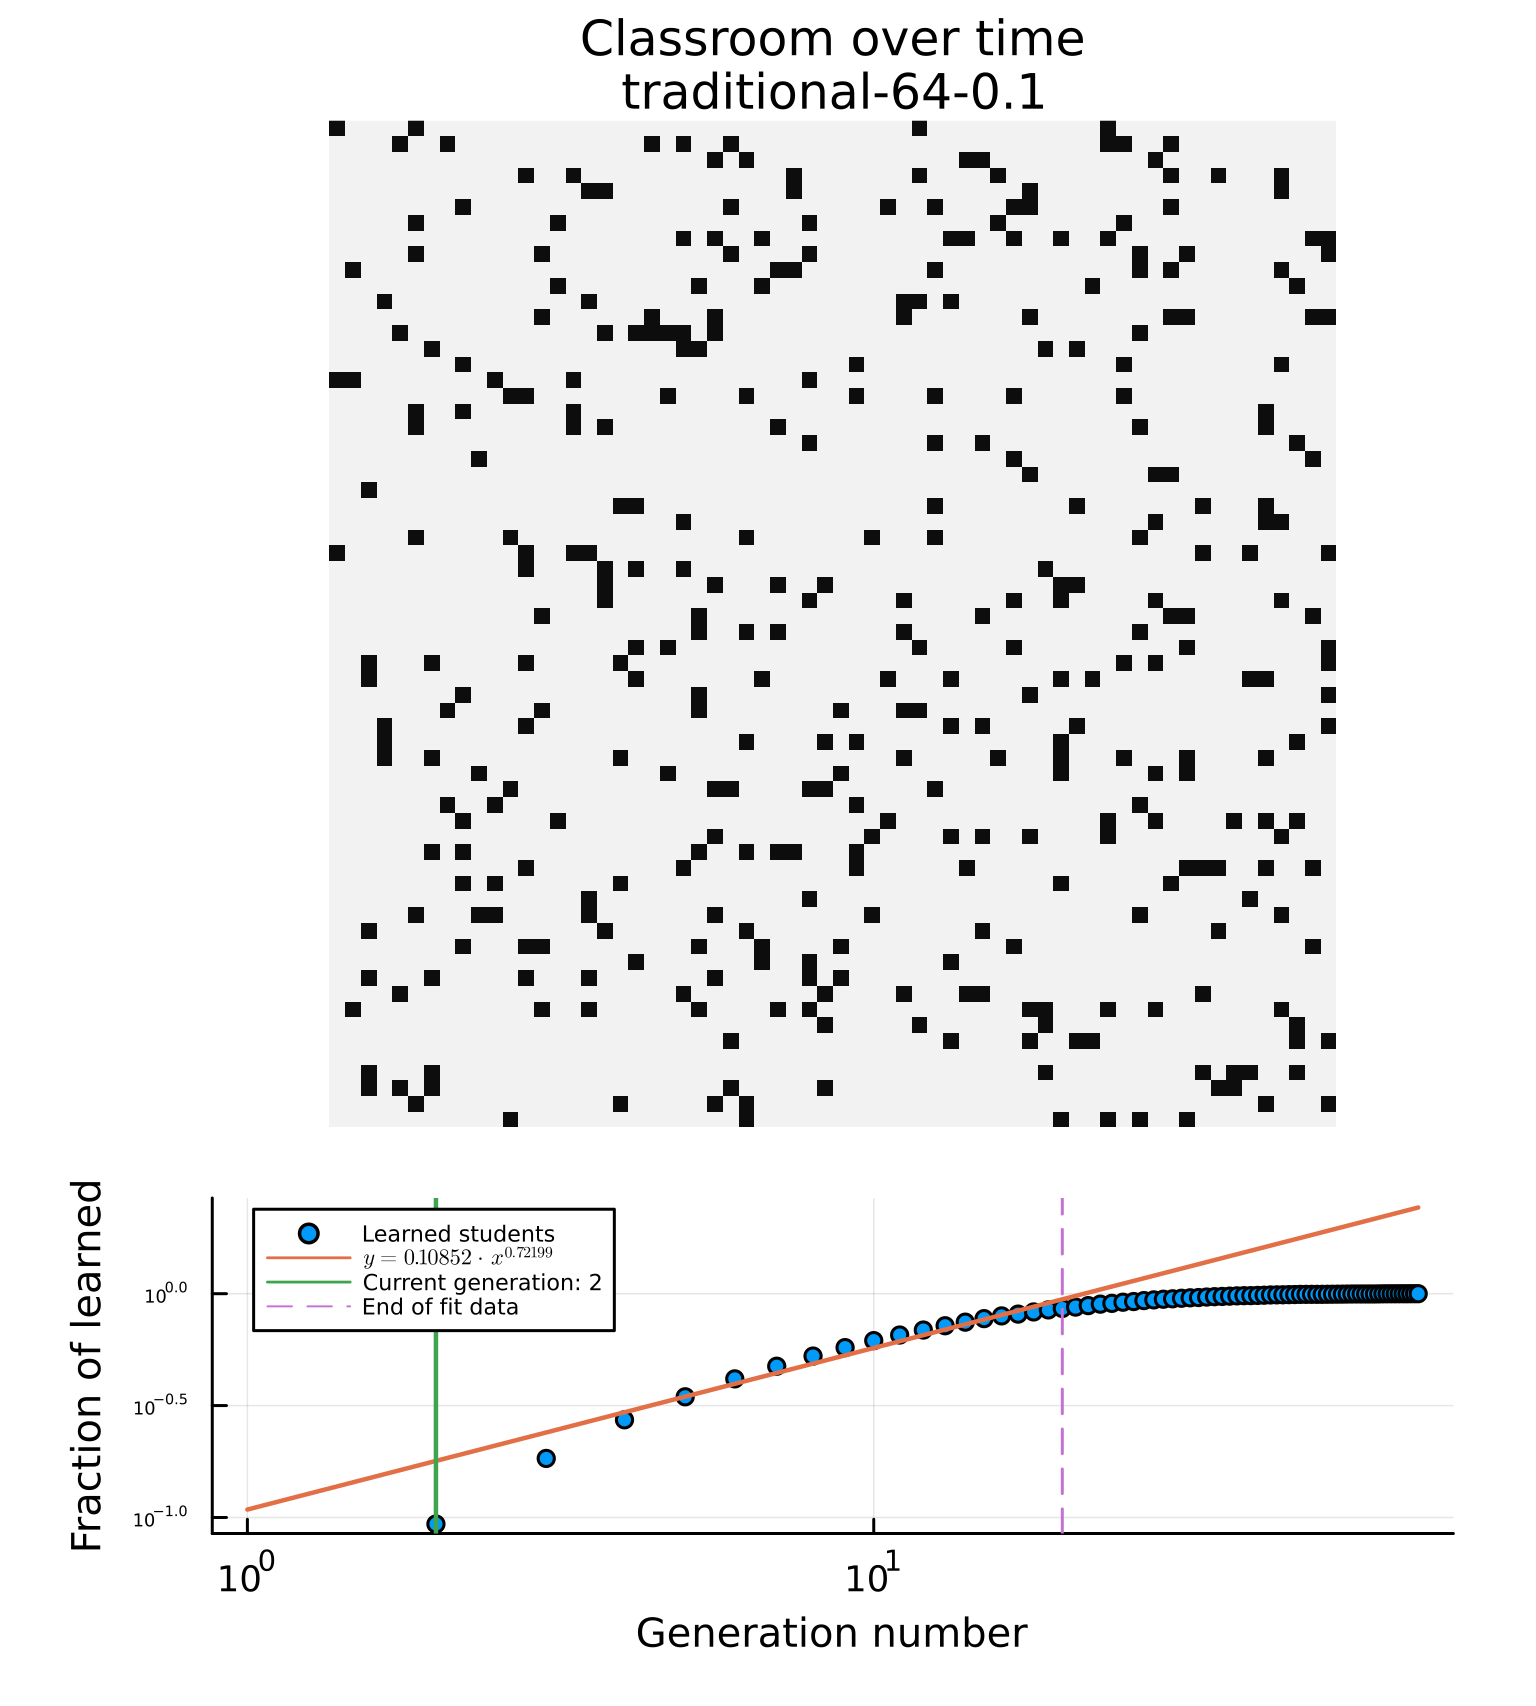 Classroom over time
traditional-64-0.1
Fraction of learned
Learned students
y = 0.10852 · x^0.72199
Current generation: 2
End of fit data
10^0.0
10^−0.5
10^−1.0
10^0
10^1
Generation number